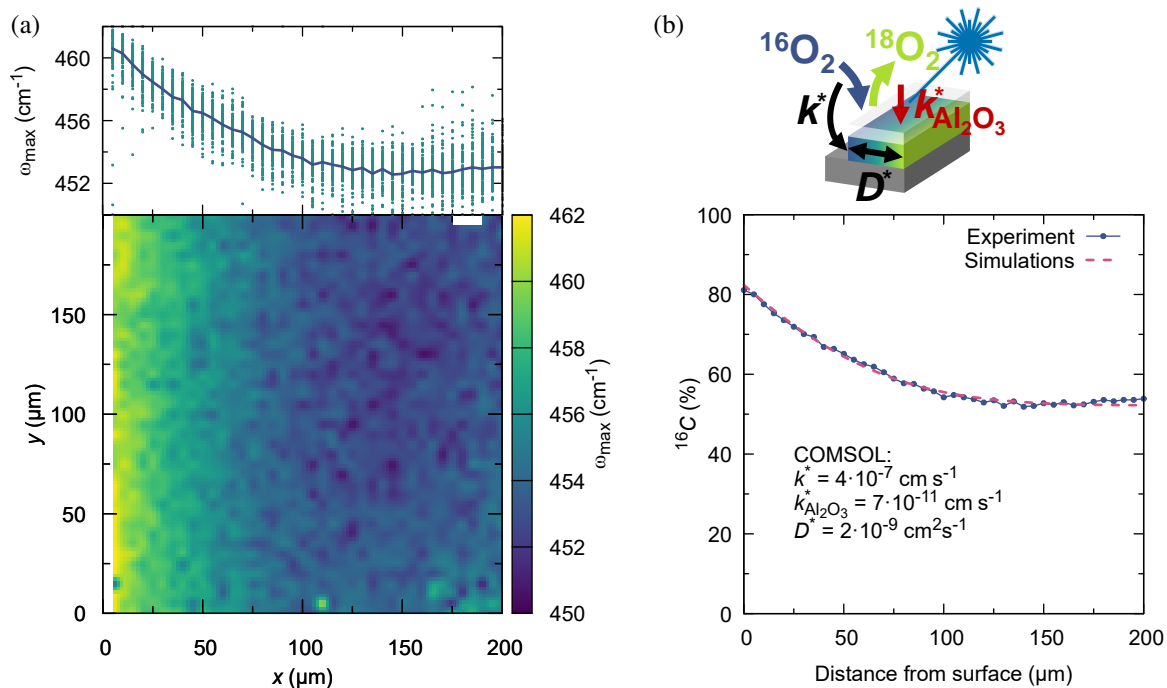 (a)
ω_max (cm⁻¹)
460
456
452
y (µm)
150
100
50
0
0
50
100
150
200
x (µm)
462
460
458
456
454
452
450
ω_max (cm⁻¹)
(b)
¹⁶O₂
¹⁸O₂
k*
k*_Al₂O₃
D*
100
80
60
40
20
0
¹⁶C (%)
Experiment
Simulations
COMSOL:
k* = 4·10⁻⁷ cm s⁻¹
k*_Al₂O₃ = 7·10⁻¹¹ cm s⁻¹
D* = 2·10⁻⁹ cm²s⁻¹
0
50
100
150
200
Distance from surface (µm)